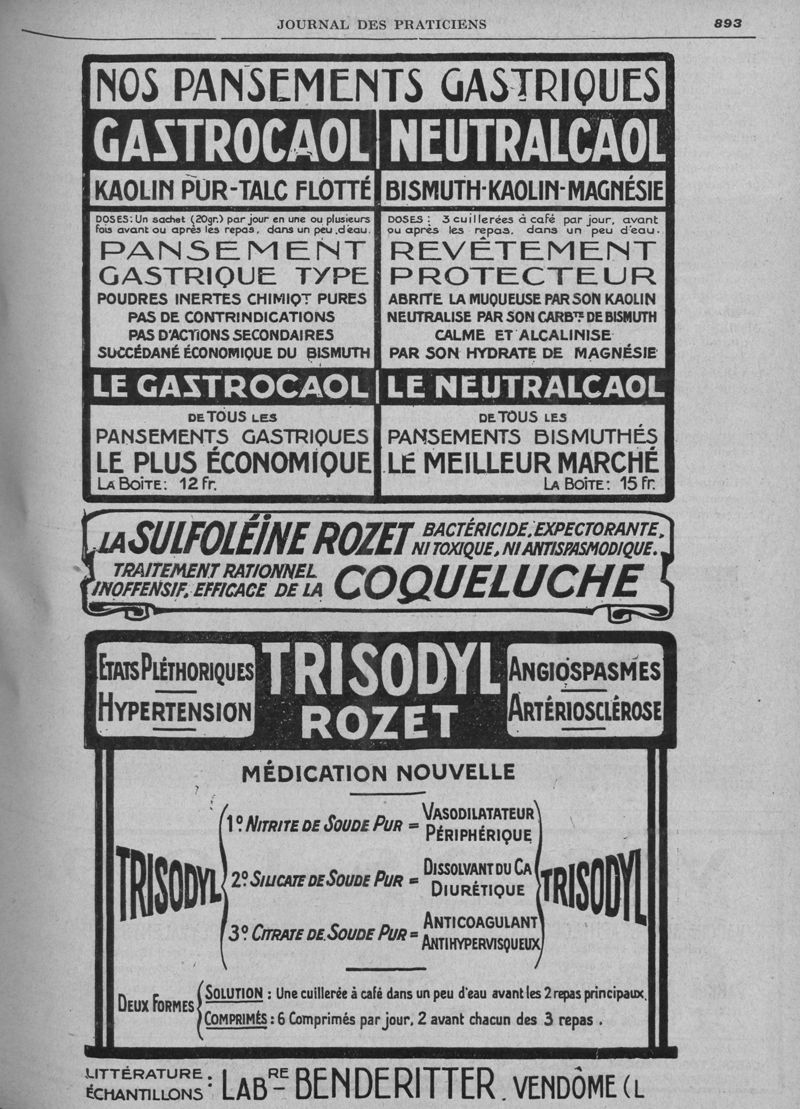 JOURNAL DES PRATICIENS 893
NOS PANSEMENTS GASTRIQUES
GASTROCAOL
KAOLIN PUR-TALC FLOTTÉ
DOSES: Un sachet (20gr.) par jour en une ou plusieurs
fois avant ou après les repas, dans un peu d'eau.
PANSEMENT
GASTRIQUE TYPE
POUDRES INERTES CHIMIQT PURES
PAS DE CONTRINDICATIONS
PAS D'ACTIONS SECONDAIRES
SUCCÉDANÉ ÉCONOMIQUE DU BISMUTH
LE GASTROCAOL
DE TOUS LES
PANSEMENTS GASTRIQUES
LE PLUS ÉCONOMIQUE
LA BOÎTE: 12 Fr.
NEUTRALCAOL
BISMUTH-KAOLIN-MAGNÉSIE
DOSES: 3 cuillerées à café par jour, avant
ou après les repas, dans un peu d'eau.
REVÊTEMENT
PROTECTEUR
ABRITE LA MUQUEUSE PAR SON KAOLIN
NEUTRALISE PAR SON CARBTE DE BISMUTH
CALME ET ALCALINISE
PAR SON HYDRATE DE MAGNÉSIE
LE NEUTRALCAOL
DE TOUS LES
PANSEMENTS BISMUTHÉS
LE MEILLEUR MARCHÉ
LA BOÎTE: 15 Fr.
LA SULFOLÉÏNE ROZET BACTÉRICIDE, EXPECTORANTE,
NI TOXIQUE, NI ANTISPASMODIQUE.
TRAITEMENT RATIONNEL
INOFFENSIF, EFFICACE DE LA COQUELUCHE
ETATS PLÉTHORIQUES
HYPERTENSION
TRISODYL
ROZET
ANGIOSPASMES
ARTÉRIOSCLÉROSE
MÉDICATION NOUVELLE
TRISODYL
1º. NITRITE DE SOUDE PUR = VASODILATATEUR
PÉRIPHÉRIQUE
2º. SILICATE DE SOUDE PUR = DISSOLVANT DU CA
DIURÉTIQUE
3º. CITRATE DE SOUDE PUR = ANTICOAGULANT
ANTIHYPERVISQUEUX
TRISODYL
DEUX FORMES
SOLUTION : Une cuillerée à café dans un peu d'eau avant les 2 repas principaux.
COMPRIMÉS : 6 Comprimés par jour, 2 avant chacun des 3 repas.
LITTÉRATURE :
ÉCHANTILLONS : LABRE BENDERITTER. VENDÔME (L